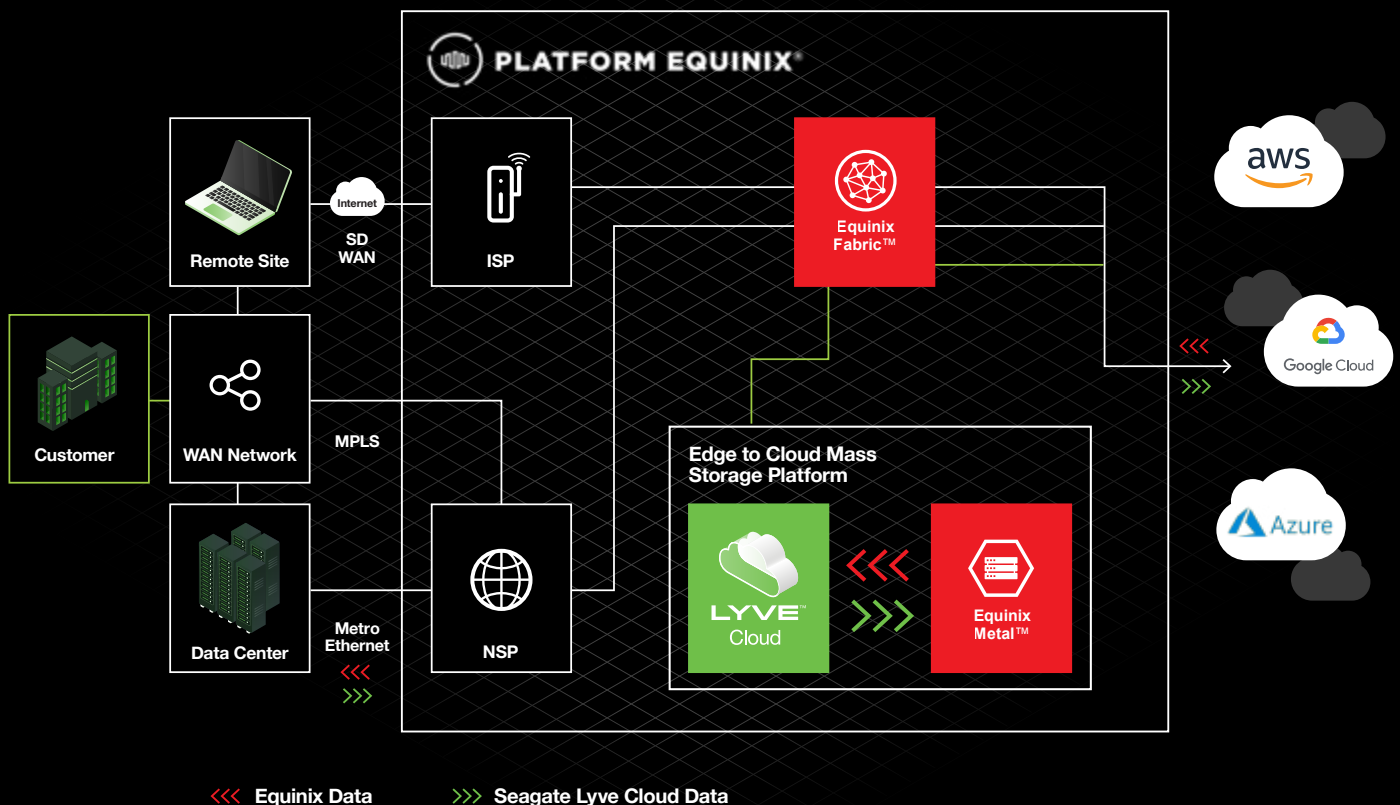 PLATFORM EQUINIX®
Remote Site
Internet
SD
WAN
ISP
Equinix
Fabric™
aws
Customer
WAN Network
MPLS
Google Cloud
Edge to Cloud Mass
Storage Platform
LYVE™
Cloud
Equinix
Metal™
Azure
Data Center
Metro
Ethernet
NSP
<<< Equinix Data
>>> Seagate Lyve Cloud Data